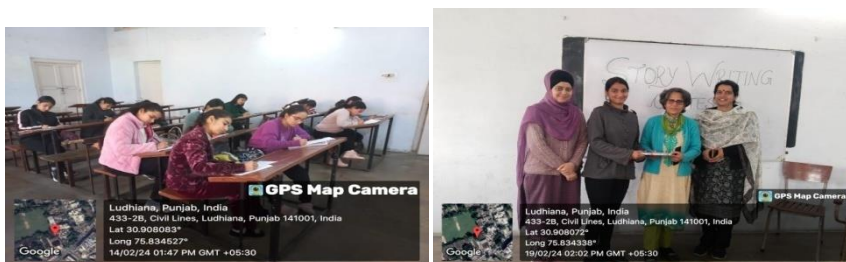 GPS Map Camera
Ludhiana, Punjab, India
433-2B, Civil Lines, Ludhiana, Punjab 141001, India
Lat 30.908083°
Long 75.834527°
14/02/24 01:47 PM GMT +05:30
Google
STORY WRITING
GPS Map Camera
Ludhiana, Punjab, India
433-2B, Civil Lines, Ludhiana, Punjab 141001, India
Lat 30.908072°
Long 75.834338°
19/02/24 02:02 PM GMT +05:30
Google